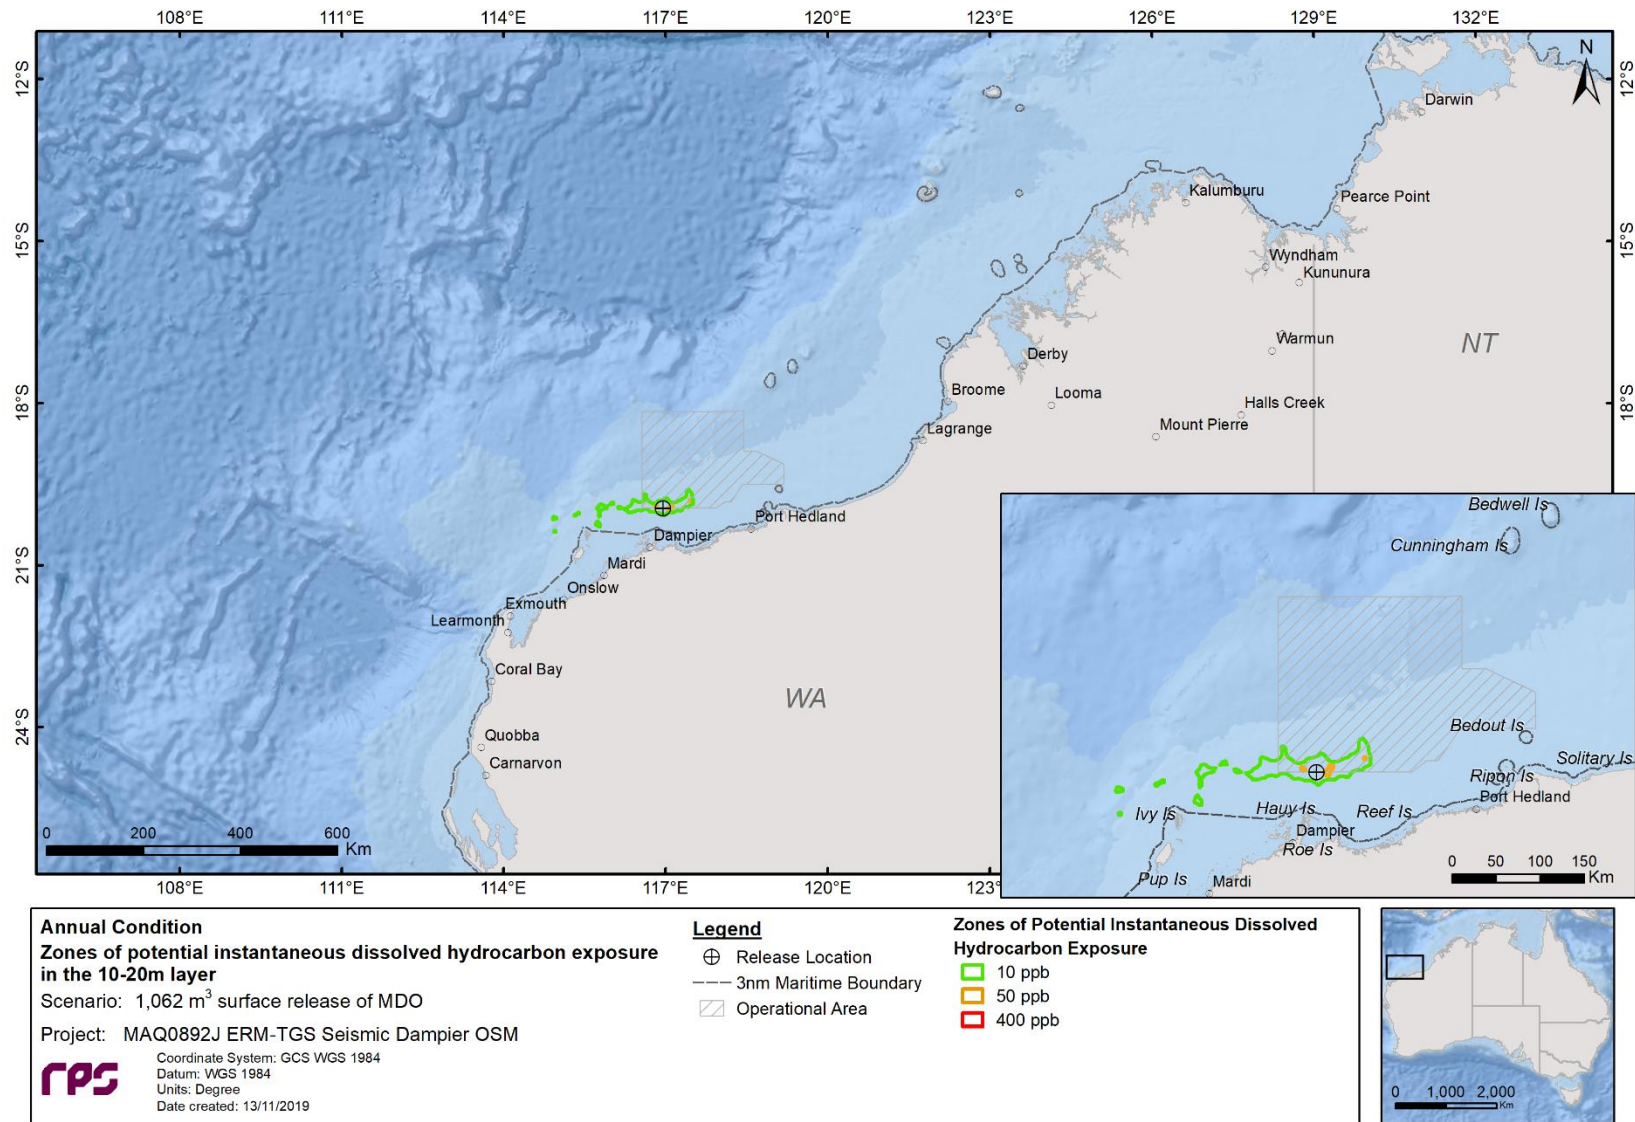 108°E 111°E 114°E 117°E 120°E 123°E 126°E 129°E 132°E
12°S 12°S
N
Darwin
Kalumburu
Pearce Point
15°S 15°S
Wyndham
Kununura
Warmun
NT
Derby
Broome
Looma
Halls Creek
18°S 18°S
Lagrange
Mount Pierre
Port Hedland
Dampier
21°S
Mardi
Onslow
Exmouth
Learmonth
Coral Bay
WA
24°S
Quobba
Carnarvon
0 200 400 600
Km
108°E 111°E 114°E 117°E 120°E 123°
Bedwell Is
Cunningham Is
Bedout Is
Solitary Is
Ripon Is
Port Hedland
Ivy Is
Hauy Is
Reef Is
Dampier
Roe Is
Pup Is
Mardi
0 50 100 150
Km
Annual Condition
Zones of potential instantaneous dissolved hydrocarbon exposure
in the 10-20m layer
Scenario: 1,062 m³ surface release of MDO
Project: MAQ0892J ERM-TGS Seismic Dampier OSM
rps
Coordinate System: GCS WGS 1984
Datum: WGS 1984
Units: Degree
Date created: 13/11/2019
Legend
Release Location
3nm Maritime Boundary
Operational Area
Zones of Potential Instantaneous Dissolved
Hydrocarbon Exposure
10 ppb
50 ppb
400 ppb
0 1,000 2,000
Km